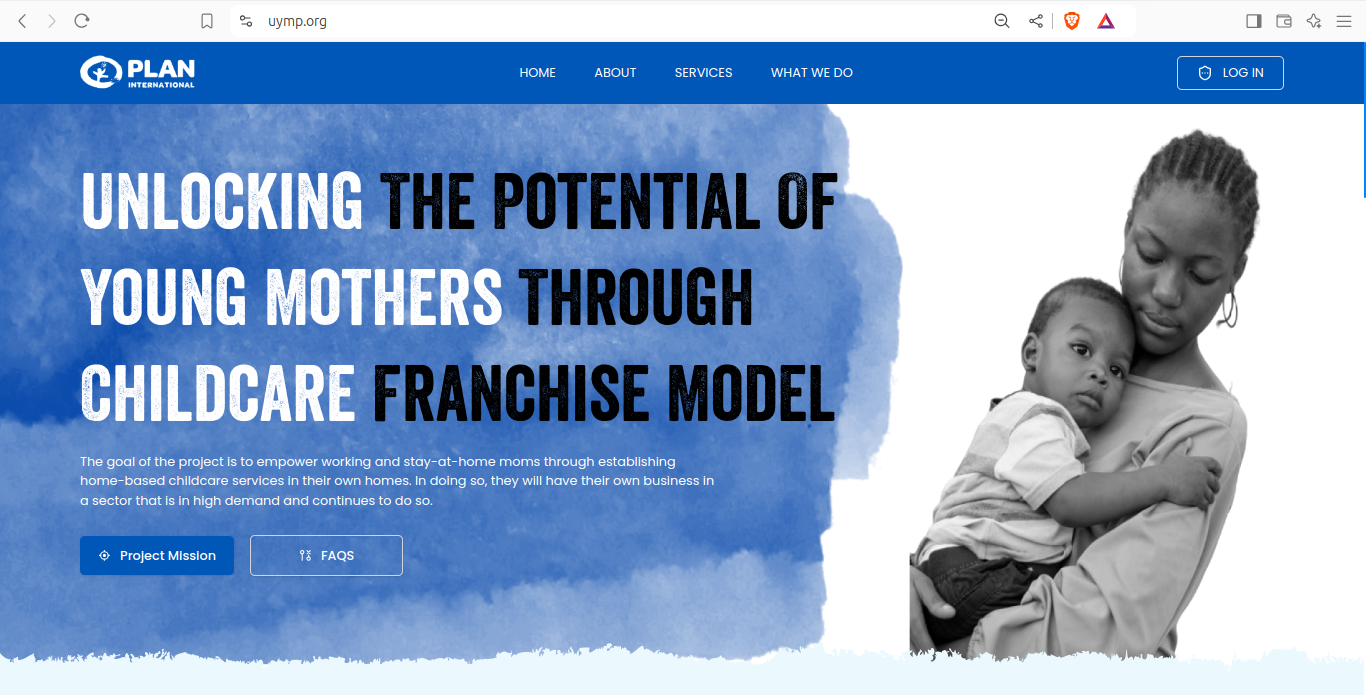 uymp.org
PLAN
INTERNATIONAL
HOME ABOUT SERVICES WHAT WE DO
LOG IN
UNLOCKING THE POTENTIAL OF
YOUNG MOTHERS THROUGH
CHILDCARE FRANCHISE MODEL
The goal of the project is to empower working and stay-at-home moms through establishing
home-based childcare services in their own homes. In doing so, they will have their own business in
a sector that is in high demand and continues to do so.
Project Mission FAQS